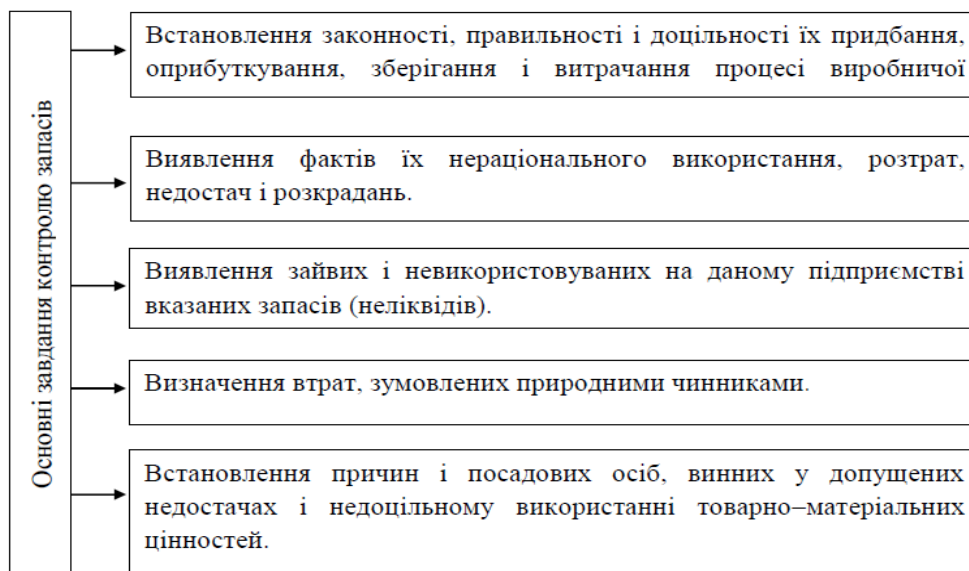 Основні завдання контролю запасів
Встановлення законності, правильності і доцільності їх придбання,
оприбуткування, зберігання і витрачання процесі виробничої
Виявлення фактів їх нераціонального використання, розтрат,
недостач і розкрадань.
Виявлення зайвих і невикористовуваних на даному підприємстві
вказаних запасів (неліквідів).
Визначення втрат, зумовлених природними чинниками.
Встановлення причин і посадових осіб, винних у допущених
недостачах і недоцільному використанні товарно–матеріальних
цінностей.